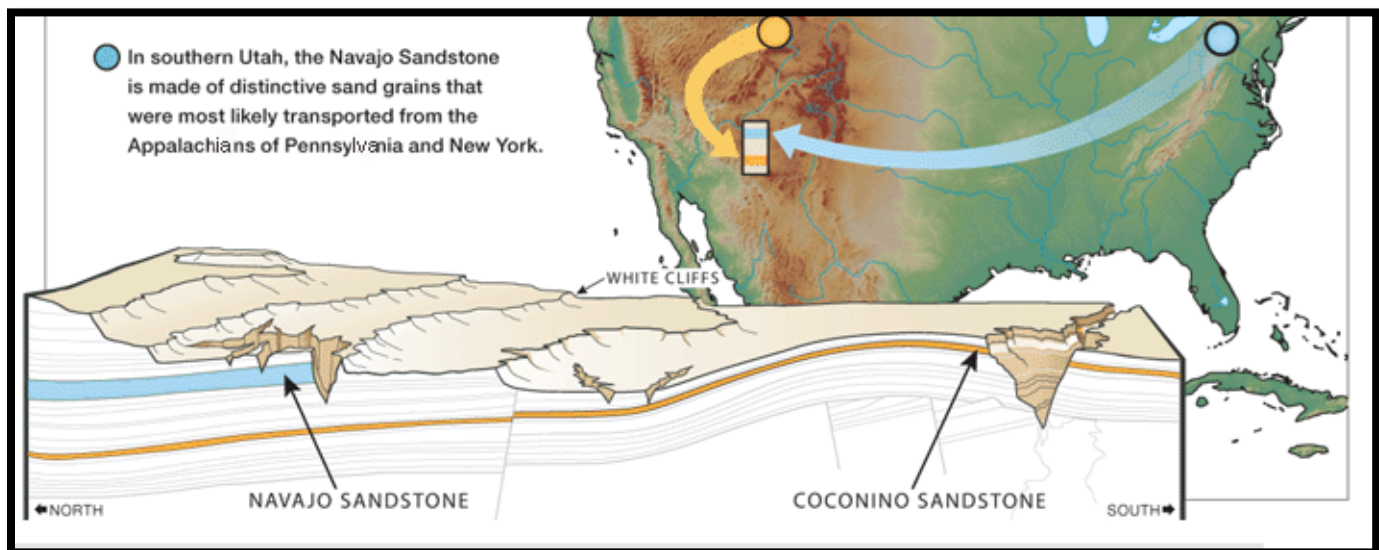 In southern Utah, the Navajo Sandstone
is made of distinctive sand grains that
were most likely transported from the
Appalachians of Pennsylvania and New York.
WHITE CLIFFS
NAVAJO SANDSTONE
COCONINO SANDSTONE
NORTH
SOUTH